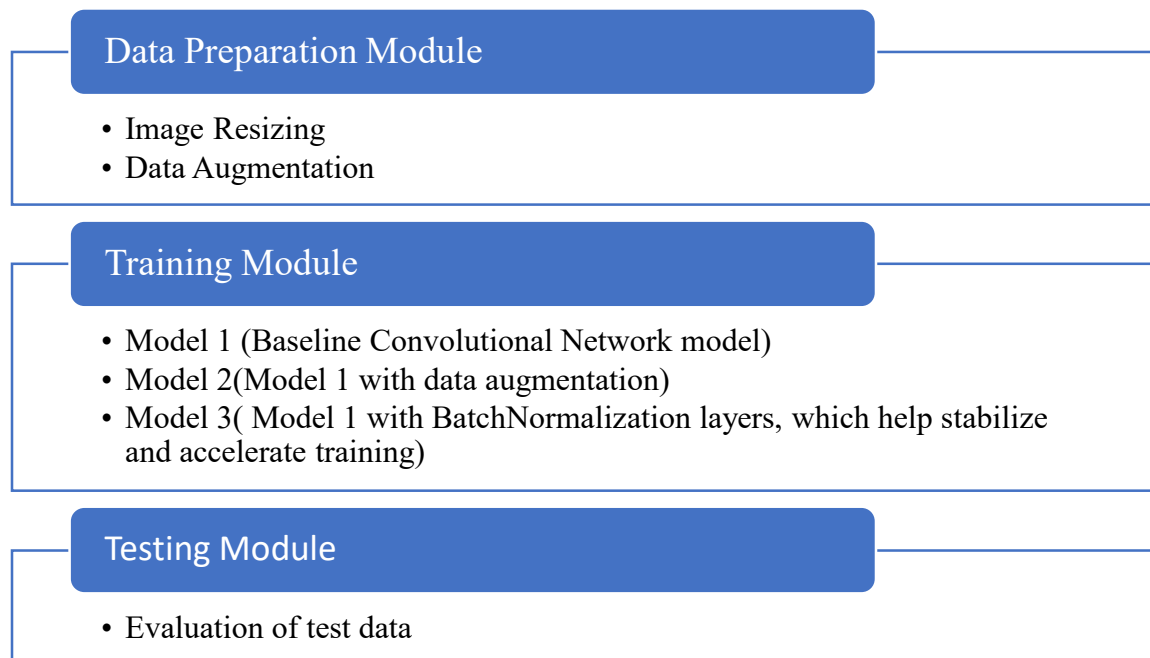 Data Preparation Module
• Image Resizing
• Data Augmentation
Training Module
• Model 1 (Baseline Convolutional Network model)
• Model 2(Model 1 with data augmentation)
• Model 3( Model 1 with BatchNormalization layers, which help stabilize
and accelerate training)
Testing Module
• Evaluation of test data